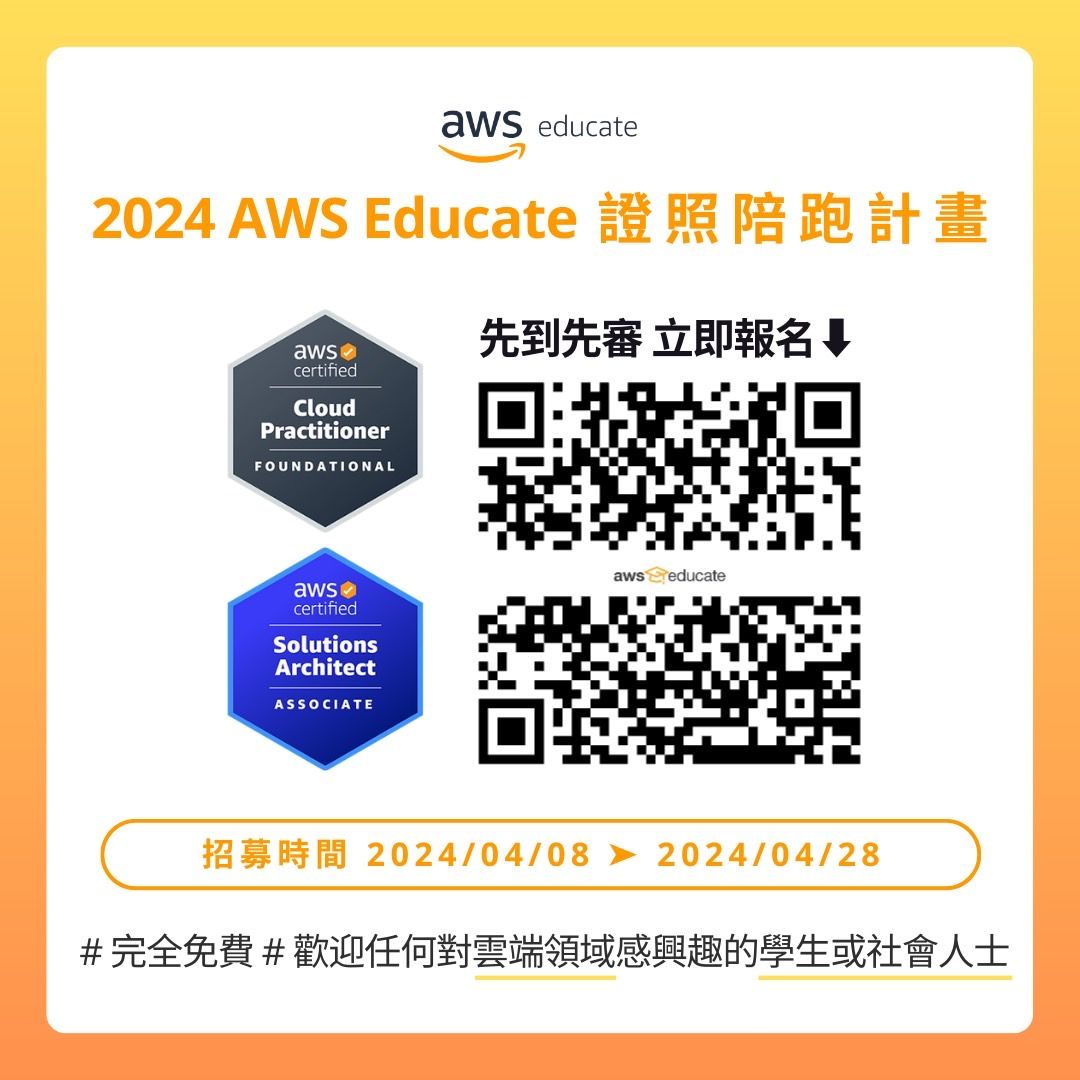 aws educate
2024 AWS Educate 證照陪跑計畫
先到先審 立即報名
aws certified
Cloud
Practitioner
FOUNDATIONAL
aws educate
aws certified
Solutions
Architect
ASSOCIATE
招募時間 2024/04/08 ➤ 2024/04/28
# 完全免費 # 歡迎任何對雲端領域感興趣的學生或社會人士